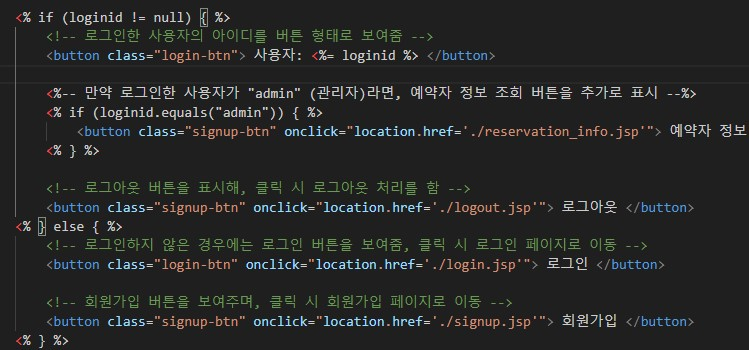 <% if (loginid != null) { %>
<!-- 로그인한 사용자의 아이디를 버튼 형태로 보여줌 -->
<button class="login-btn"> 사용자: <%= loginid %> </button>
<%-- 만약 로그인한 사용자가 "admin" (관리자)라면, 예약자 정보 조회 버튼을 추가로 표시 --%>
<% if (loginid.equals("admin")) { %>
<button class="signup-btn" onclick="location.href='./reservation_info.jsp'"> 예약자 정보
<% } %>
<!-- 로그아웃 버튼을 표시해, 클릭 시 로그아웃 처리를 함 -->
<button class="signup-btn" onclick="location.href='./logout.jsp'"> 로그아웃 </button>
<% } else { %>
<!-- 로그인하지 않은 경우에는 로그인 버튼을 보여줌, 클릭 시 로그인 페이지로 이동 -->
<button class="login-btn" onclick="location.href='./login.jsp'"> 로그인 </button>
<!-- 회원가입 버튼을 보여주며, 클릭 시 회원가입 페이지로 이동 -->
<button class="signup-btn" onclick="location.href='./signup.jsp'"> 회원가입 </button>
<% } %>